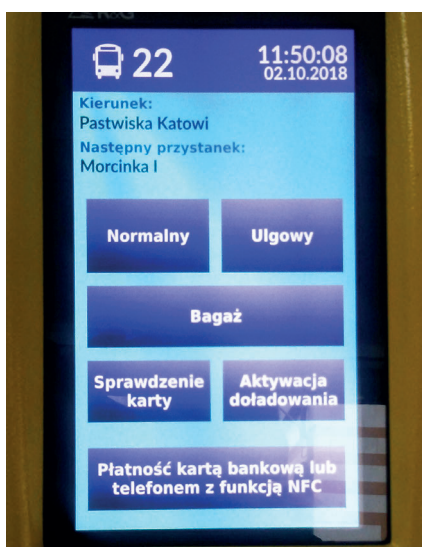 22
11:50:08
02.10.2018
Kierunek:
Pastwiska Katowi
Następny przystanek:
Morcinka I
Normalny
Ulgowy
Bagaż
Sprawdzenie
karty
Aktywacja
doładowania
Płatność kartą bankową lub
telefonem z funkcją NFC